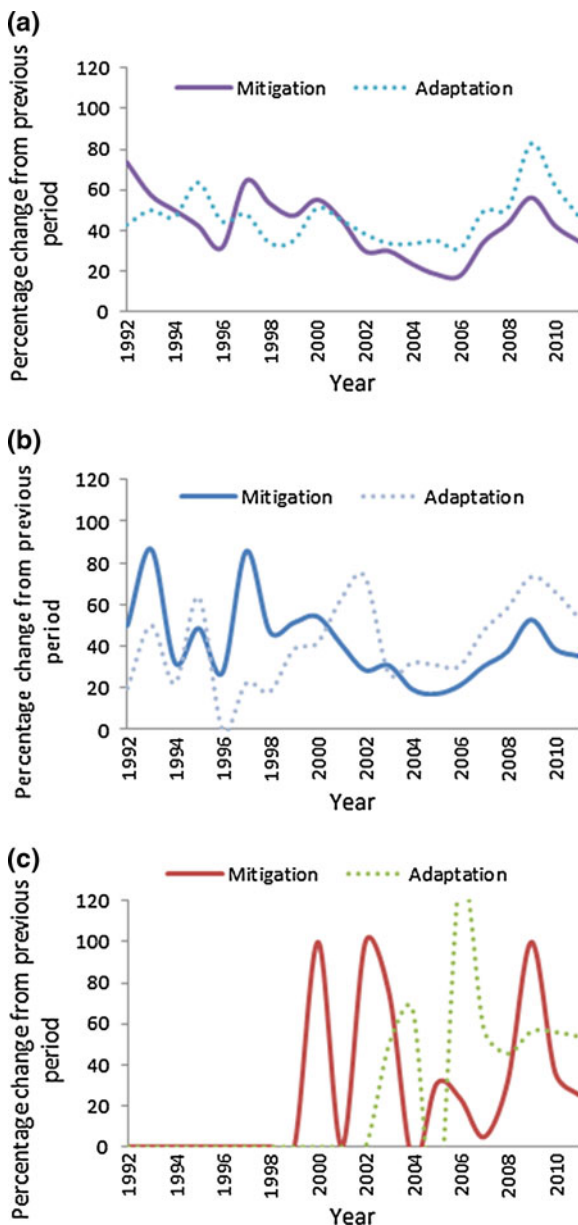 (a)
Mitigation Adaptation
Percentage change from previous
period
120
100
80
60
40
20
0
1992 1994 1996 1998 2000 2002 2004 2006 2008 2010
Year
(b)
Mitigation Adaptation
Percentage change from previous
period
120
100
80
60
40
20
0
1992 1994 1996 1998 2000 2002 2004 2006 2008 2010
Year
(c)
Mitigation Adaptation
Percentage change from previous
period
120
100
80
60
40
20
0
1992 1994 1996 1998 2000 2002 2004 2006 2008 2010
Year